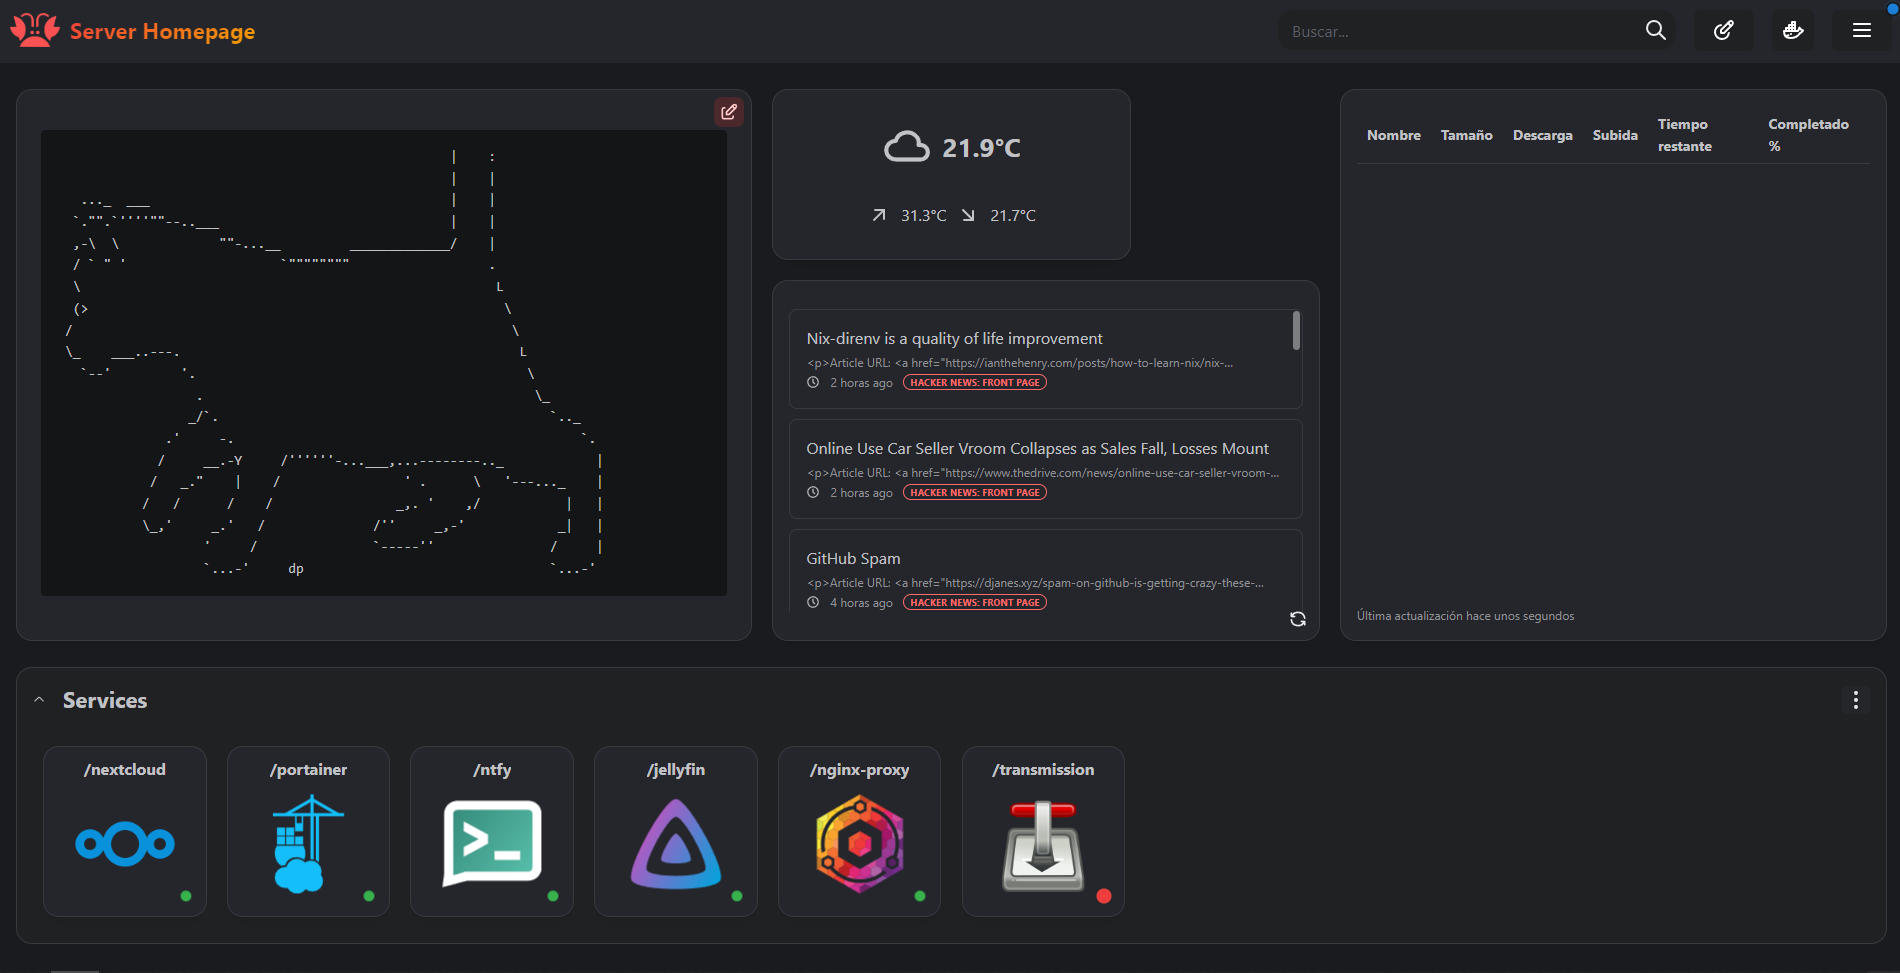 Server Homepage
Buscar...
dp
21.9°C
31.3°C 21.7°C
Nix-direnv is a quality of life improvement
<p>Article URL: <a href="https://ianthehenry.com/posts/how-to-learn-nix/nix-...
2 horas ago HACKER NEWS: FRONT PAGE
Online Use Car Seller Vroom Collapses as Sales Fall, Losses Mount
<p>Article URL: <a href="https://www.thedrive.com/news/online-use-car-seller-vroom-...
2 horas ago HACKER NEWS: FRONT PAGE
GitHub Spam
<p>Article URL: <a href="https://djanes.xyz/spam-on-github-is-getting-crazy-these-...
4 horas ago HACKER NEWS: FRONT PAGE
Nombre Tamaño Descarga Subida Tiempo restante Completado %
Última actualización hace unos segundos
Services
/nextcloud
/portainer
/ntfy
/jellyfin
/nginx-proxy
/transmission